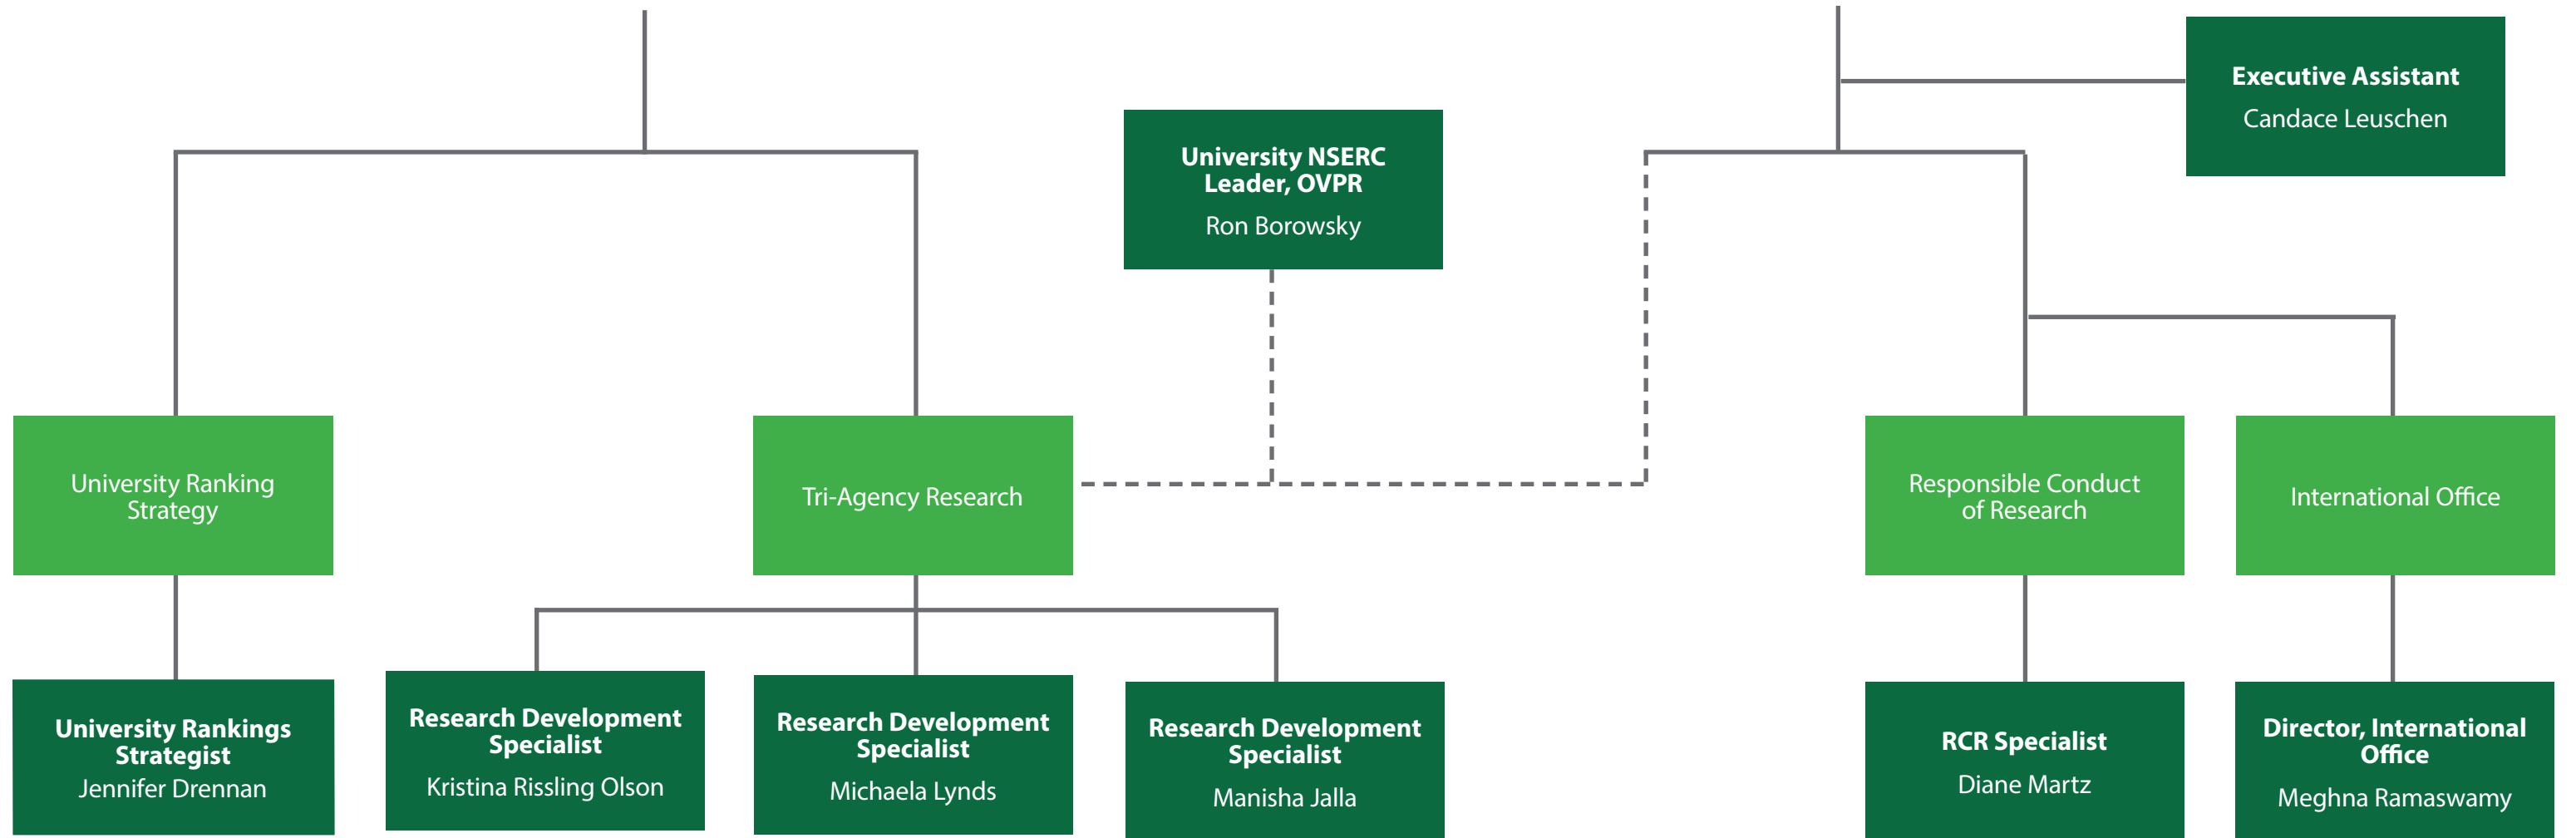 Executive Assistant
Candace Leuschen
University NSERC
Leader, OVPR
Ron Borowsky
University Ranking
Strategy
Tri-Agency Research
Responsible Conduct
of Research
International Office
University Rankings
Strategist
Jennifer Drennan
Research Development
Specialist
Kristina Rissling Olson
Research Development
Specialist
Michaela Lynds
Research Development
Specialist
Manisha Jalla
RCR Specialist
Diane Martz
Director, International
Office
Meghna Ramaswamy